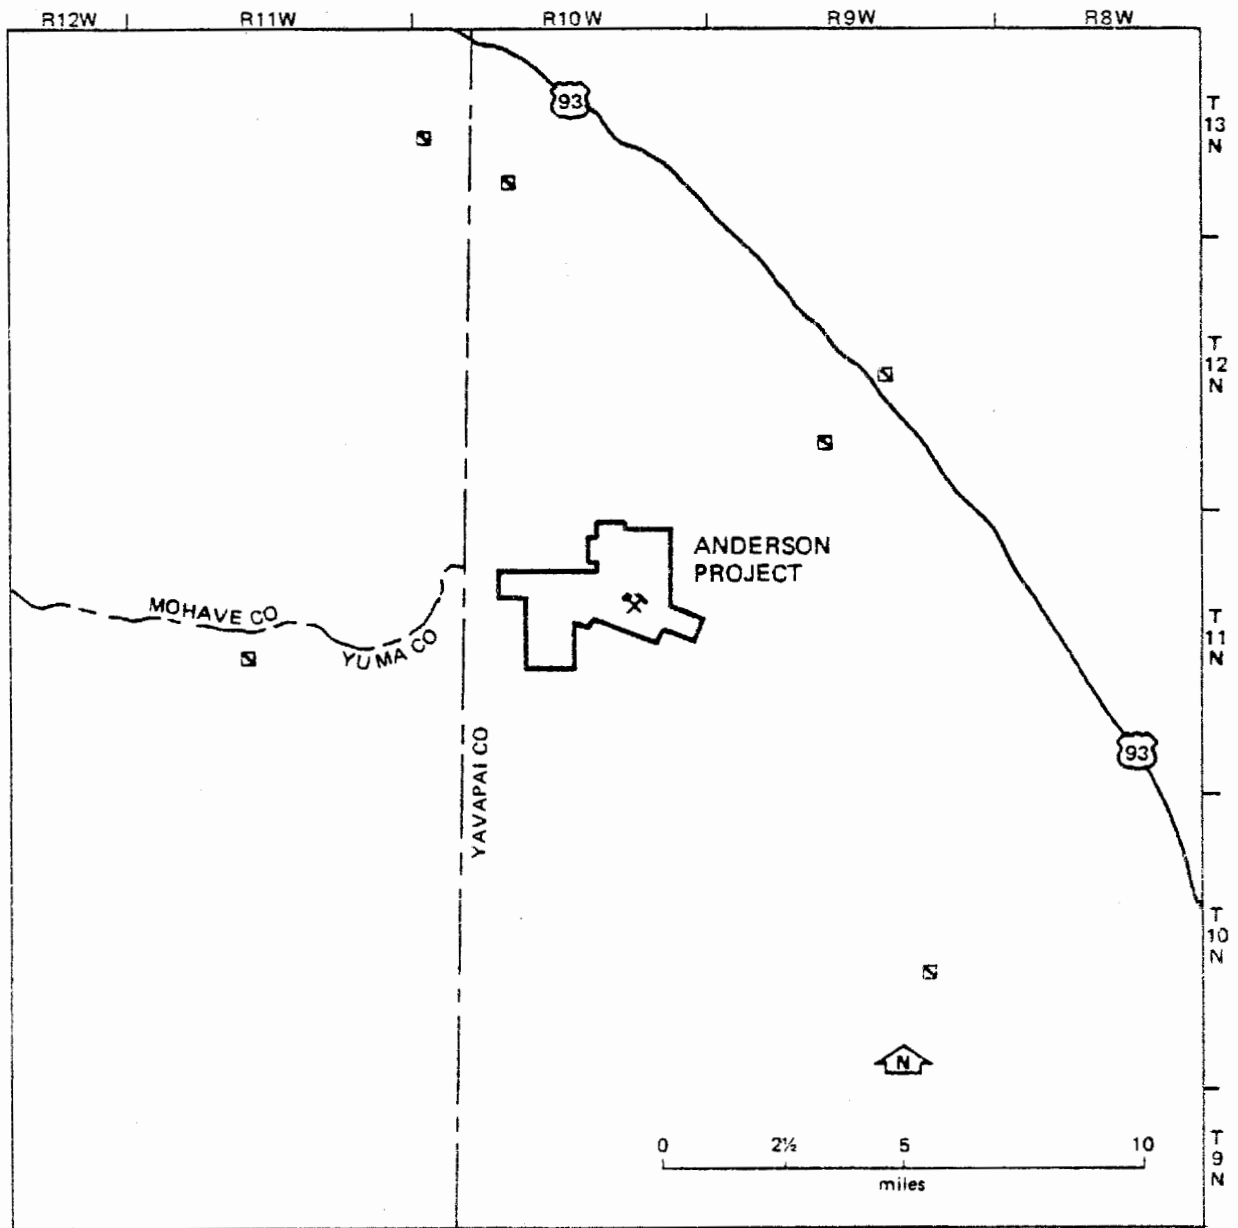 R12W R11W R10W R9W R8W
93
T
13
N
T
12
N
ANDERSON
PROJECT
MOHAVE CO
YUMA CO
T
11
N
YAVAPAI CO
93
T
10
N
N
0 2½ 5 10
miles
T
9
N